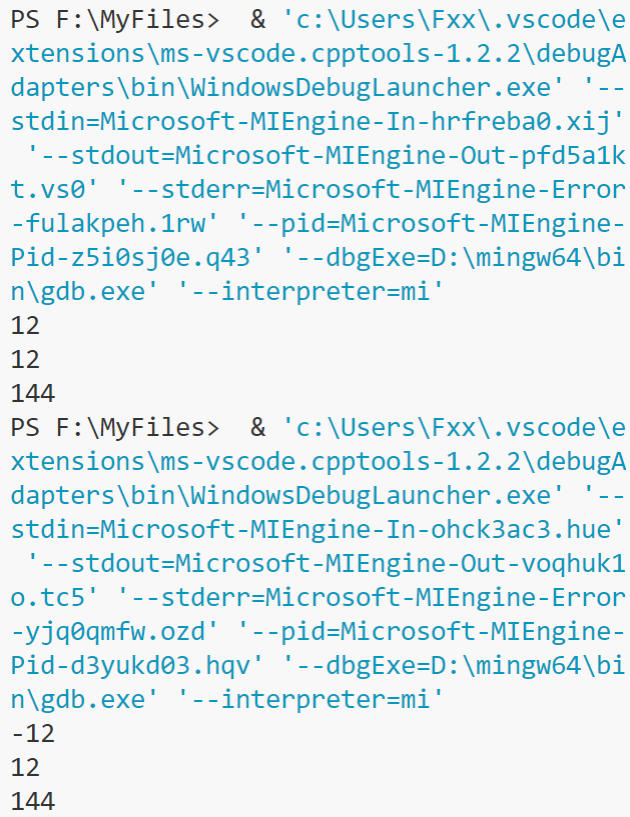 PS F:\MyFiles>  & 'c:\Users\Fxx\.vscode\e
xtensions\ms-vscode.cpptools-1.2.2\debugA
dapters\bin\WindowsDebugLauncher.exe' '--
stdin=Microsoft-MIEngine-In-hrfreba0.xij'
 '--stdout=Microsoft-MIEngine-Out-pfd5a1k
t.vs0' '--stderr=Microsoft-MIEngine-Error
-fulakpeh.1rw' '--pid=Microsoft-MIEngine-
Pid-z5i0sj0e.q43' '--dbgExe=D:\mingw64\bi
n\gdb.exe' '--interpreter=mi'
12
12
144
PS F:\MyFiles>  & 'c:\Users\Fxx\.vscode\e
xtensions\ms-vscode.cpptools-1.2.2\debugA
dapters\bin\WindowsDebugLauncher.exe' '--
stdin=Microsoft-MIEngine-In-ohck3ac3.hue'
 '--stdout=Microsoft-MIEngine-Out-voqhuk1
o.tc5' '--stderr=Microsoft-MIEngine-Error
-yjq0qmfw.ozd' '--pid=Microsoft-MIEngine-
Pid-d3yukd03.hqv' '--dbgExe=D:\mingw64\bi
n\gdb.exe' '--interpreter=mi'
-12
12
144